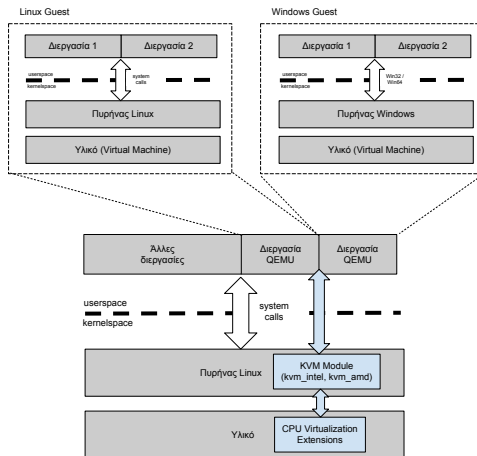 Linux Guest
Διεργασία 1
Διεργασία 2
userspace
kernelspace
system
calls
Πυρήνας Linux
Υλικό (Virtual Machine)
Windows Guest
Διεργασία 1
Διεργασία 2
userspace
kernelspace
Win32 /
Win64
Πυρήνας Windows
Υλικό (Virtual Machine)
Άλλες
διεργασίες
Διεργασία
QEMU
Διεργασία
QEMU
userspace
kernelspace
system
calls
Πυρήνας Linux
KVM Module
(kvm_intel, kvm_amd)
Υλικό
CPU Virtualization
Extensions